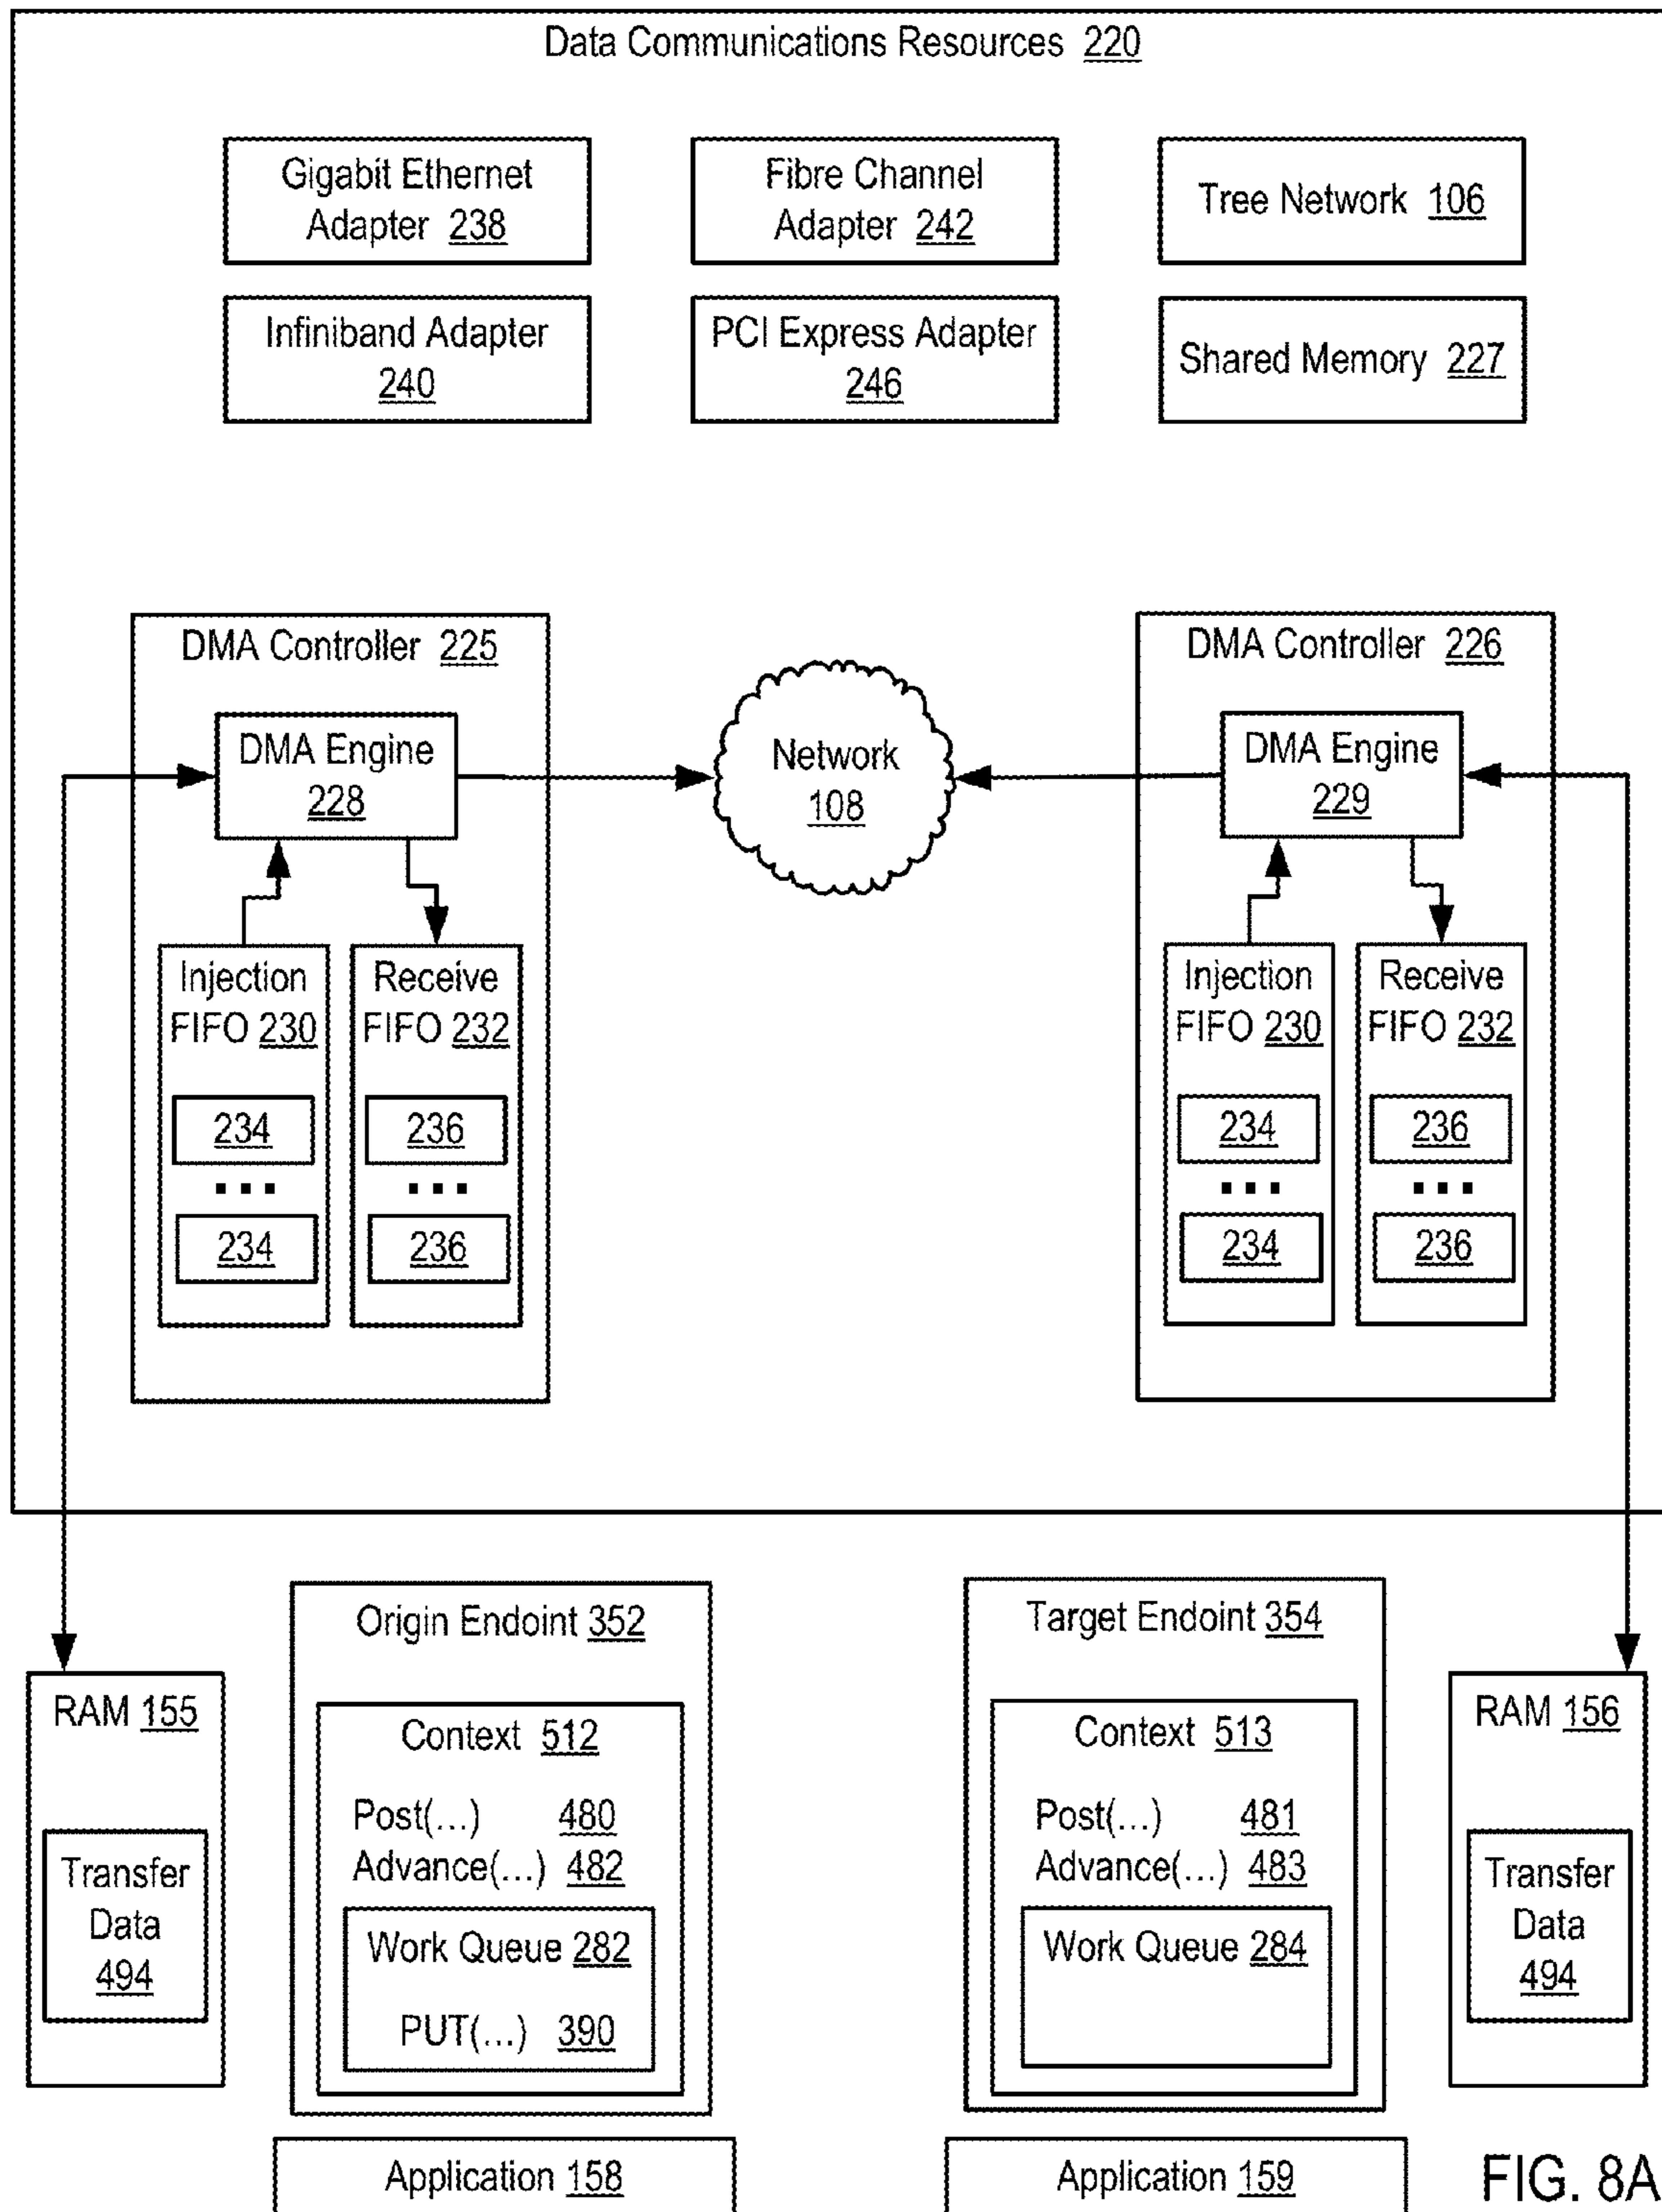 Data Communications Resources 220
Gigabit Ethernet
Adapter 238
Fibre Channel
Adapter 242
Tree Network 106
Infiniband Adapter
240
PCI Express Adapter
246
Shared Memory 227
DMA Controller 225
DMA Engine
228
Injection
FIFO 230
234
...
234
Receive
FIFO 232
236
...
236
Network
108
DMA Controller 226
DMA Engine
229
Injection
FIFO 230
234
...
234
Receive
FIFO 232
236
...
236
RAM 155
Transfer
Data
494
Origin Endoint 352
Context 512
Post(...) 480
Advance(...) 482
Work Queue 282
PUT(...) 390
Target Endoint 354
Context 513
Post(...) 481
Advance(...) 483
Work Queue 284
RAM 156
Transfer
Data
494
Application 158
Application 159
FIG. 8A